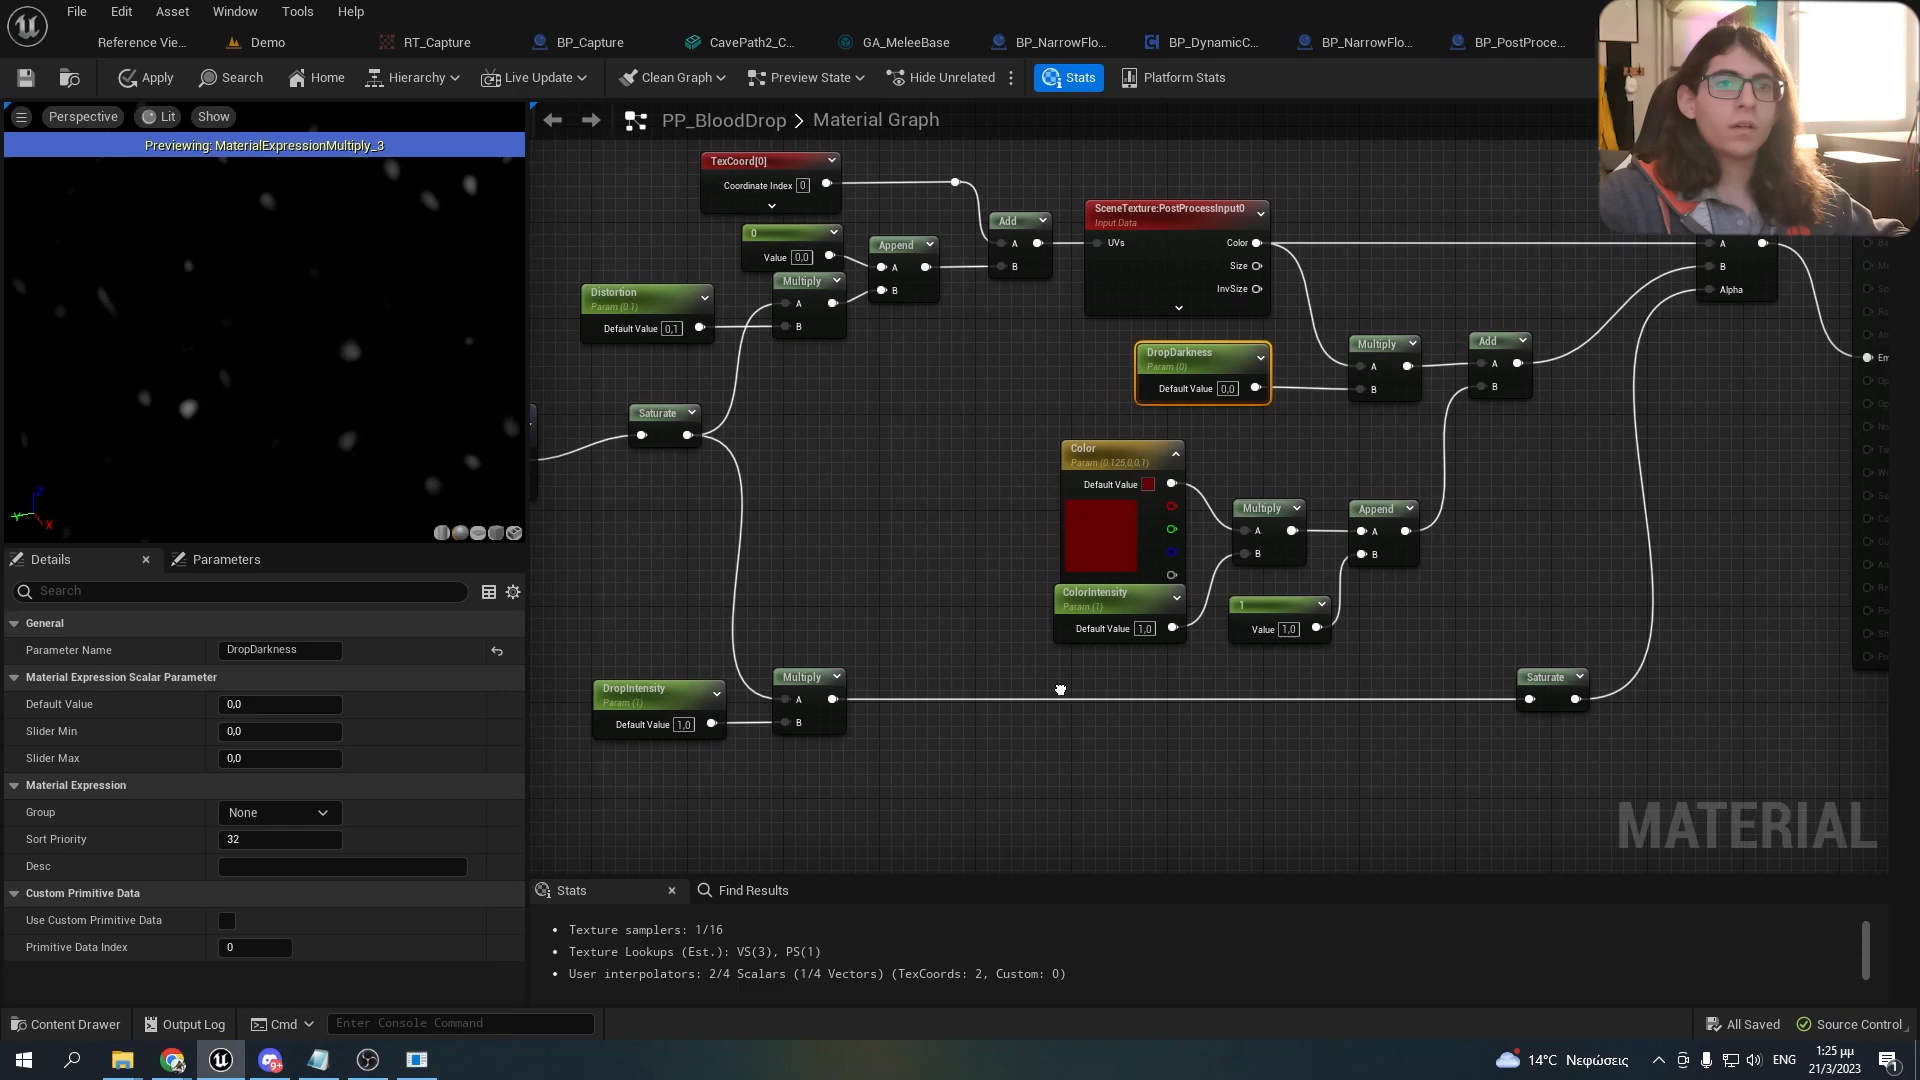 File Edit Asset Window Tools Help
Reference Vie... Demo RT_Capture BP_Capture CavePath2_C... GA_MeleeBase BP_NarrowFlo... BP_DynamicC... BP_NarrowFlo... BP_PostProce...
Apply Search Home Hierarchy Live Update Clean Graph Preview State Hide Unrelated Stats Platform Stats
Perspective Lit Show
Previewing: MaterialExpressionMultiply_3
Z
Y
X
PP_BloodDrop > Material Graph
TexCoord[0]
Coordinate Index 0
0
Value 0,0
Append
A
B
Multiply
A
B
Distortion
Param (0.1)
Default Value 0,1
Add
A
B
SceneTexture:PostProcessInput0
Input Data
UVs Color
Size
InvSize
A
B
Alpha
Em
DropDarkness
Param (0)
Default Value 0,0
Multiply
A
B
Add
A
B
Saturate
Color
Param (0.125,0,0,1)
Default Value
Multiply
A
B
Append
A
B
ColorIntensity
Param (1)
Default Value 1,0
1
Value 1,0
DropIntensity
Param (1)
Default Value 1,0
Multiply
A
B
Saturate
MATERIAL
Details Parameters
Search
General
Parameter Name DropDarkness
Material Expression Scalar Parameter
Default Value 0,0
Slider Min 0,0
Slider Max 0,0
Material Expression
Group None
Sort Priority 32
Desc
Custom Primitive Data
Use Custom Primitive Data
Primitive Data Index 0
Stats Find Results
• Texture samplers: 1/16
• Texture Lookups (Est.): VS(3), PS(1)
• User interpolators: 2/4 Scalars (1/4 Vectors) (TexCoords: 2, Custom: 0)
Content Drawer Output Log Cmd Enter Console Command All Saved Source Control
9+ 14°C Νεφώσεις ENG 1:25 μμ
21/3/2023 1